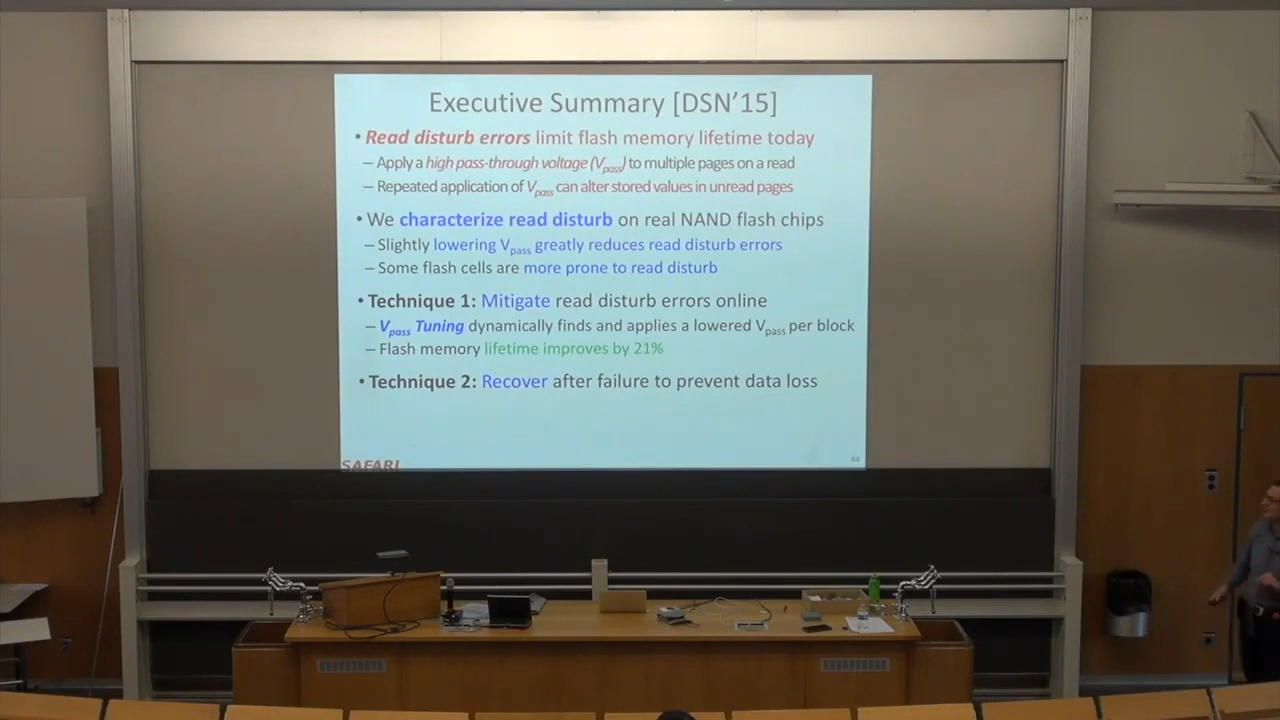 Executive Summary [DSN'15]
• Read disturb errors limit flash memory lifetime today
– Apply a high pass-through voltage (Vpass) to multiple pages on a read
– Repeated application of Vpass can alter stored values in unread pages
• We characterize read disturb on real NAND flash chips
– Slightly lowering Vpass greatly reduces read disturb errors
– Some flash cells are more prone to read disturb
• Technique 1: Mitigate read disturb errors online
– Vpass Tuning dynamically finds and applies a lowered Vpass per block
– Flash memory lifetime improves by 21%
• Technique 2: Recover after failure to prevent data loss
SAFARI
44